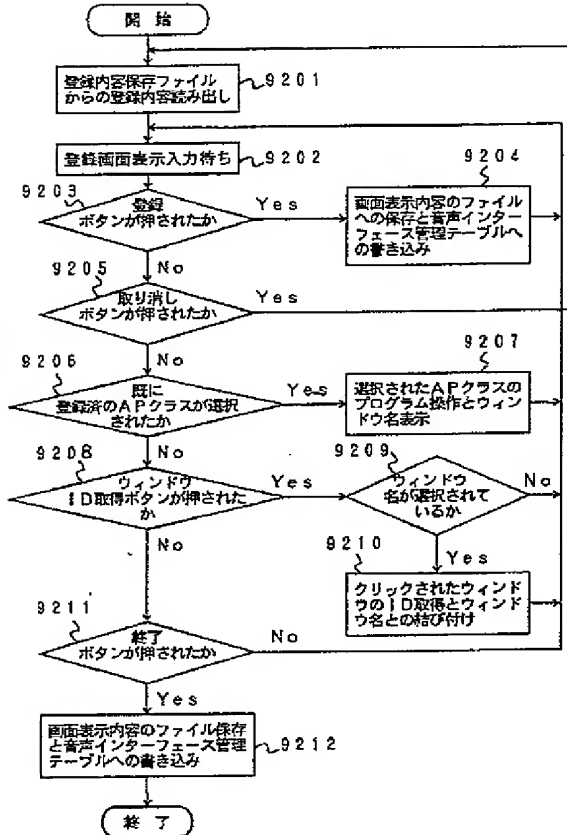 開 始
登録内容保存ファイル
からの登録内容読み出し
9201
登録画面表示入力待ち
9202
9203
登録
ボタンが押されたか
Yes
No
9204
画面表示内容のファイル
への保存と音声インター
フェース管理テーブルへ
の書き込み
9205
取り消し
ボタンが押されたか
Yes
No
9206
既に
登録済のAPクラスが選択
されたか
Yes
No
9207
選択されたAPクラスの
プログラム操作とウィン
ドウ名表示
9208
ウィンドウ
ID取得ボタンが押された
か
Yes
No
9209
ウィンドウ
名が選択されて
いるか
No
Yes
9210
クリックされたウィンド
ウのID取得とウィンド
ウ名との結び付け
9211
終了
ボタンが押されたか
No
Yes
画面表示内容のファイル保存
と音声インターフェース管理
テーブルへの書き込み
9212
終 了